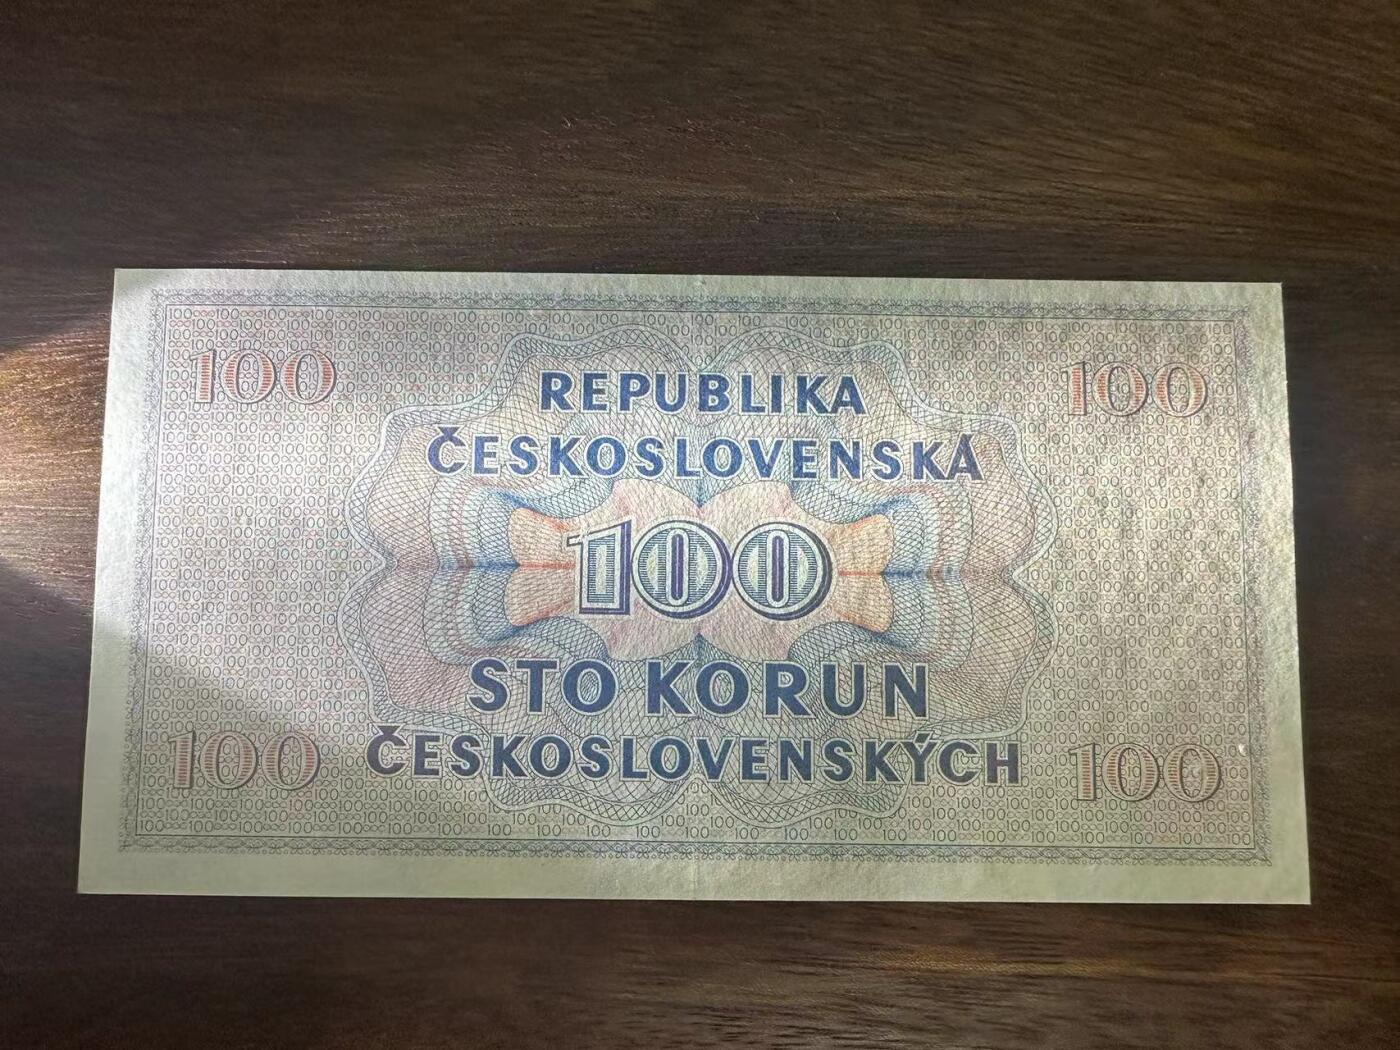 100 100
REPUBLIKA
ČESKOSLOVENSKÁ
100
STO KORUN
ČESKOSLOVENSKÝCH
100 100